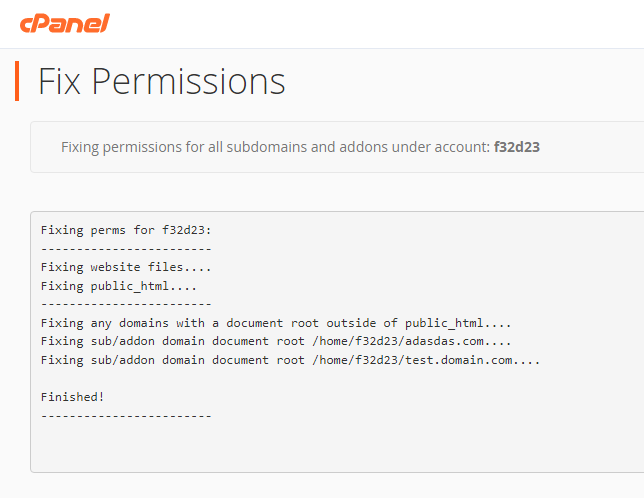 cPanel
Fix Permissions
Fixing permissions for all subdomains and addons under account: f32d23
Fixing perms for f32d23:
------------------------
Fixing website files....
Fixing public_html....
------------------------
Fixing any domains with a document root outside of public_html....
Fixing sub/addon domain document root /home/f32d23/adasdas.com....
Fixing sub/addon domain document root /home/f32d23/test.domain.com....
Finished!
------------------------